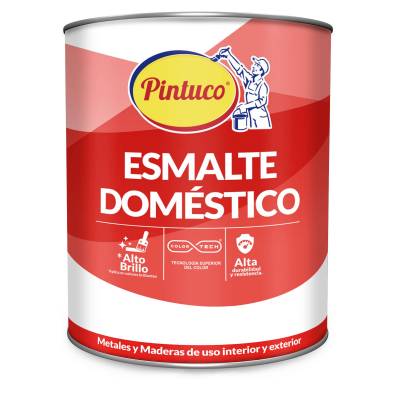 Pintuco®
ESMALTE
DOMÉSTICO
*Alto
Brillo
COLOR TECH
TECNOLOGÍA SUPERIOR
DEL COLOR
Alta
durabilidad
y resistencia
Metales y Maderas de uso interior y exterior